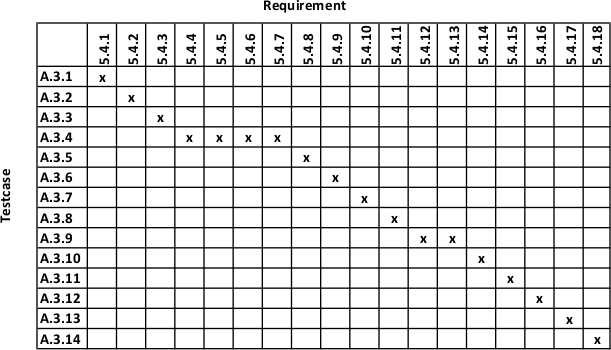 Requirement
5.4.1 5.4.2 5.4.3 5.4.4 5.4.5 5.4.6 5.4.7 5.4.8 5.4.9 5.4.10 5.4.11 5.4.12 5.4.13 5.4.14 5.4.15 5.4.16 5.4.17 5.4.18
Testcase
A.3.1 x
A.3.2 x
A.3.3 x
A.3.4 x x x x
A.3.5 x
A.3.6 x
A.3.7 x
A.3.8 x
A.3.9 x x
A.3.10 x
A.3.11 x
A.3.12 x
A.3.13 x
A.3.14 x